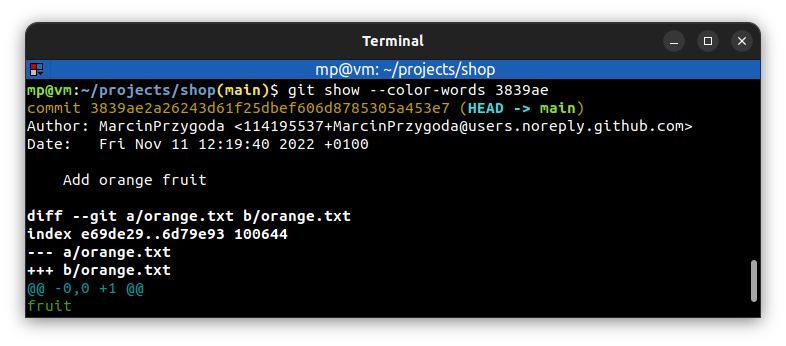 Terminal
mp@vm: ~/projects/shop
mp@vm:~/projects/shop(main)$ git show --color-words 3839ae
commit 3839ae2a26243d61f25dbef606d8785305a453e7 (HEAD -> main)
Author: MarcinPrzygoda <114195537+MarcinPrzygoda@users.noreply.github.com>
Date:   Fri Nov 11 12:19:40 2022 +0100
    Add orange fruit
diff --git a/orange.txt b/orange.txt
index e69de29..6d79e93 100644
--- a/orange.txt
+++ b/orange.txt
@@ -0,0 +1 @@
fruit